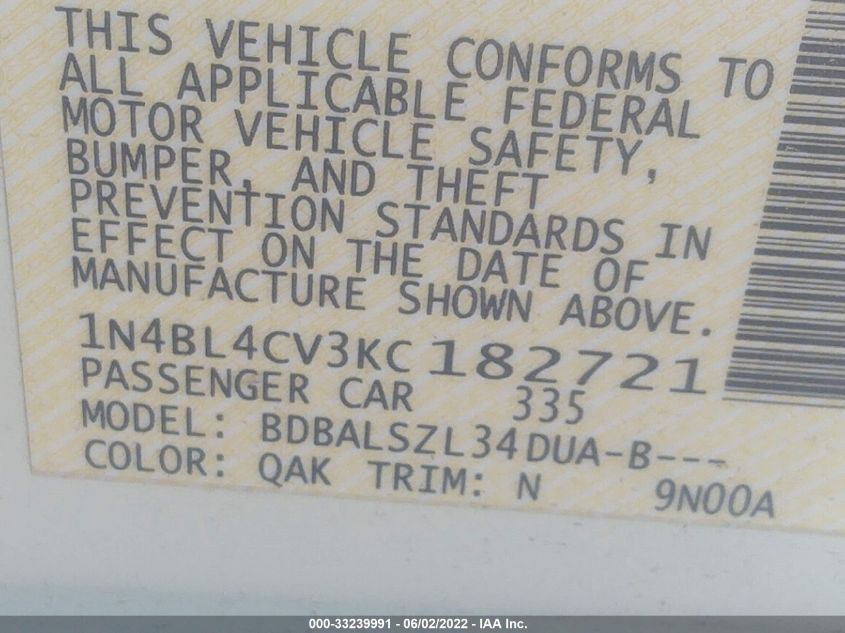 THIS VEHICLE CONFORMS TO
ALL APPLICABLE FEDERAL
MOTOR VEHICLE SAFETY,
BUMPER, AND THEFT
PREVENTION STANDARDS IN
EFFECT ON THE DATE OF
MANUFACTURE SHOWN ABOVE.
1N4BL4CV3KC182721
PASSENGER CAR 335
MODEL: BDBALSZL34DUA-B---
COLOR: QAK TRIM: N 9N00A
000-33239991 - 06/02/2022 - IAA Inc.